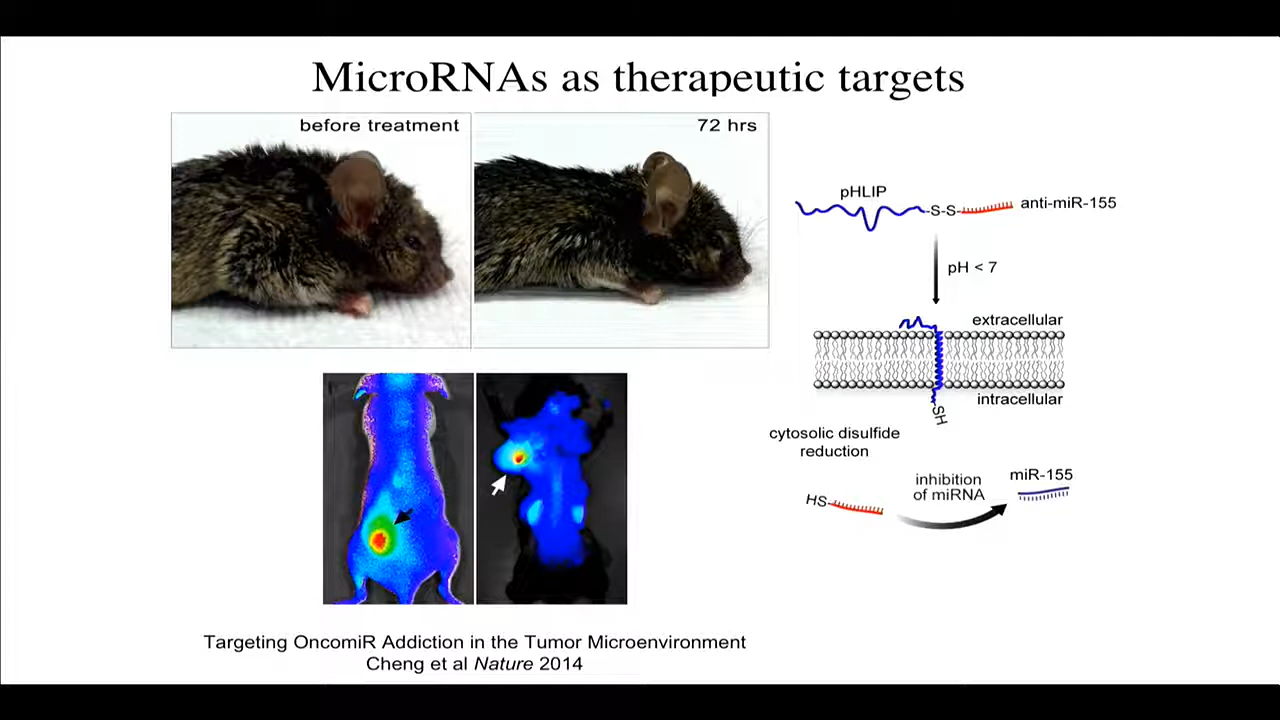 MicroRNAs as therapeutic targets
before treatment
72 hrs
pHLIP
-S-S-
anti-miR-155
pH < 7
extracellular
intracellular
SH
cytosolic disulfide
reduction
HS
inhibition
of miRNA
miR-155
Targeting OncomiR Addiction in the Tumor Microenvironment
Cheng et al Nature 2014